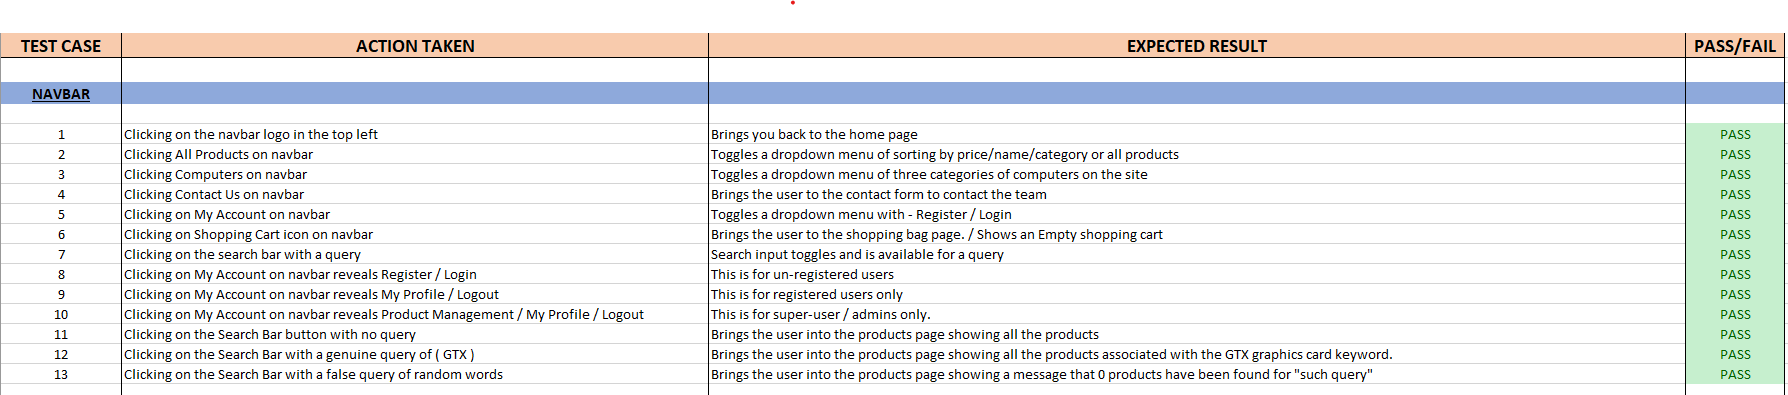 TEST CASE ACTION TAKEN EXPECTED RESULT PASS/FAIL
NAVBAR
1 Clicking on the navbar logo in the top left Brings you back to the home page PASS
2 Clicking All Products on navbar Toggles a dropdown menu of sorting by price/name/category or all products PASS
3 Clicking Computers on navbar Toggles a dropdown menu of three categories of computers on the site PASS
4 Clicking Contact Us on navbar Brings the user to the contact form to contact the team PASS
5 Clicking on My Account on navbar Toggles a dropdown menu with - Register / Login PASS
6 Clicking on Shopping Cart icon on navbar Brings the user to the shopping bag page. / Shows an Empty shopping cart PASS
7 Clicking on the search bar with a query Search input toggles and is available for a query PASS
8 Clicking on My Account on navbar reveals Register / Login This is for un-registered users PASS
9 Clicking on My Account on navbar reveals My Profile / Logout This is for registered users only PASS
10 Clicking on My Account on navbar reveals Product Management / My Profile / Logout This is for super-user / admins only. PASS
11 Clicking on the Search Bar button with no query Brings the user into the products page showing all the products PASS
12 Clicking on the Search Bar with a genuine query of ( GTX ) Brings the user into the products page showing all the products associated with the GTX graphics card keyword. PASS
13 Clicking on the Search Bar with a false query of random words Brings the user into the products page showing a message that 0 products have been found for "such query" PASS